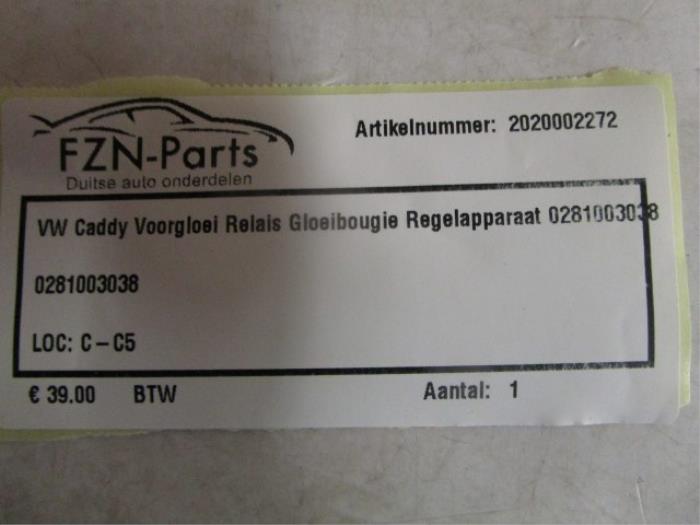 FZN-Parts
Duitse auto onderdelen
Artikelnummer: 2020002272
VW Caddy Voorgloei Relais Gloeibougie Regelapparaat 0281003038
0281003038
LOC: C-C5
€ 39.00 BTW Aantal: 1